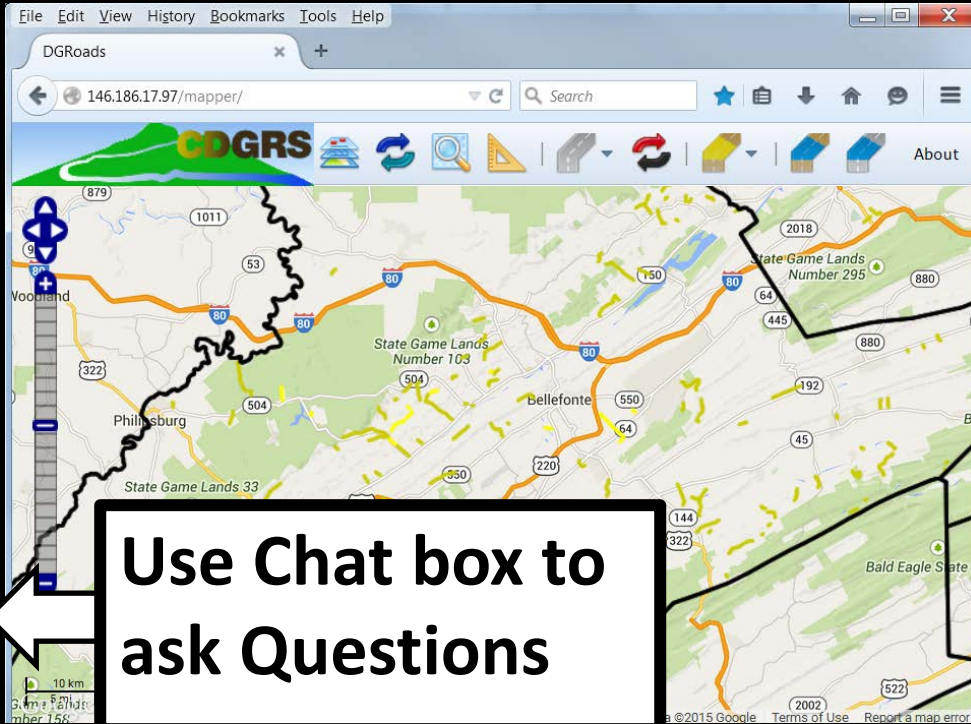 File Edit View History Bookmarks Tools Help
DGRoads
146.186.17.97/mapper/
Search
CDGRS
About
879
1011
2018
53
State Game Lands
Number 295
150
880
80
80
80
64
445
80
80
State Game Lands
Number 103
880
80
322
504
192
504
Bellefonte
550
64
45
220
550
State Game Lands 33
144
322
Use Chat box to
ask Questions
Bald Eagle State
522
10 km
5 mi
2002
©2015 Google Terms of Use Report a map error